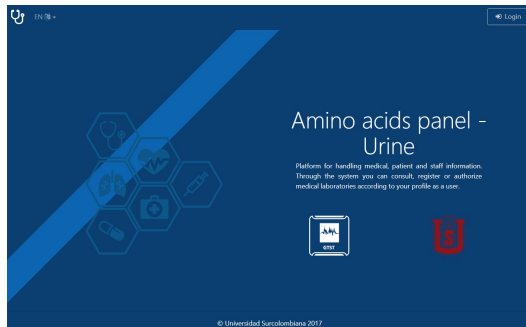 EN
Login
Amino acids panel -
Urine
Platform for handling medical, patient and staff information.
Through the system you can consult, register or authorize
medical laboratories according to your profile as a user.
GTST
© Universidad Surcolombiana 2017